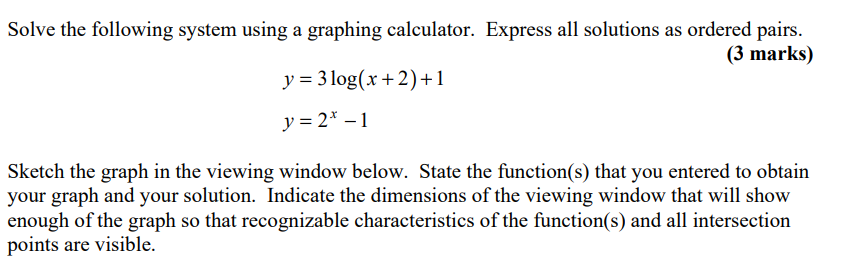 Solve the following system using a graphing calculator. Express all solutions as ordered pairs.
(3 marks)
y = 3 log(x + 2) + 1
y = 2ˣ − 1
Sketch the graph in the viewing window below. State the function(s) that you entered to obtain
your graph and your solution. Indicate the dimensions of the viewing window that will show
enough of the graph so that recognizable characteristics of the function(s) and all intersection
points are visible.